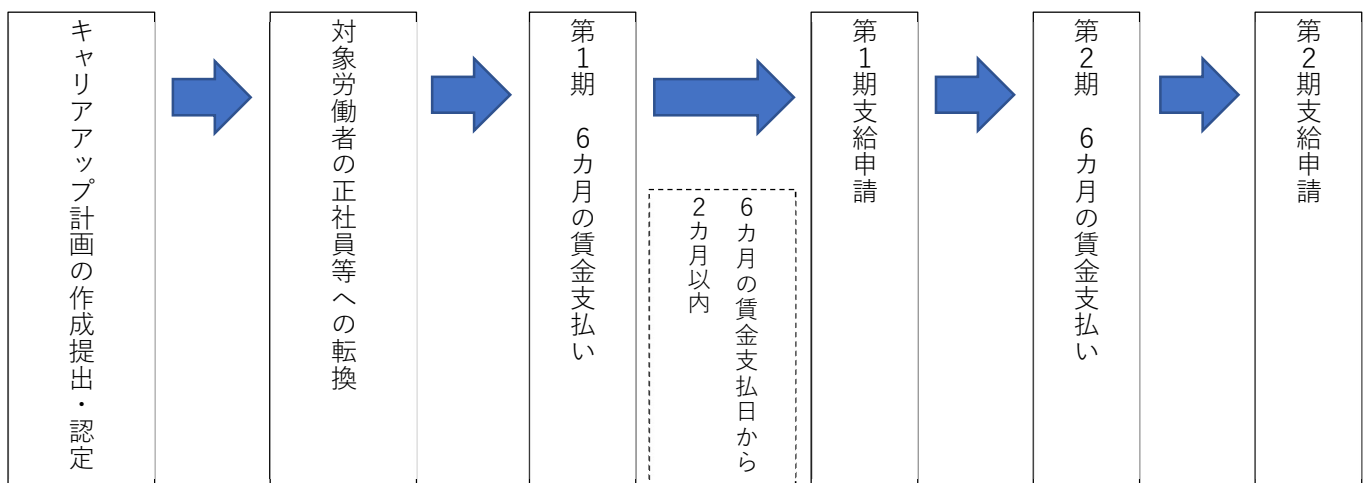 キャリアアップ計画の作成提出・認定
対象労働者の正社員等への転換
第1期　6カ月の賃金支払い
6カ月の賃金支払日から
2カ月以内
第1期支給申請
第2期　6カ月の賃金支払い
第2期支給申請